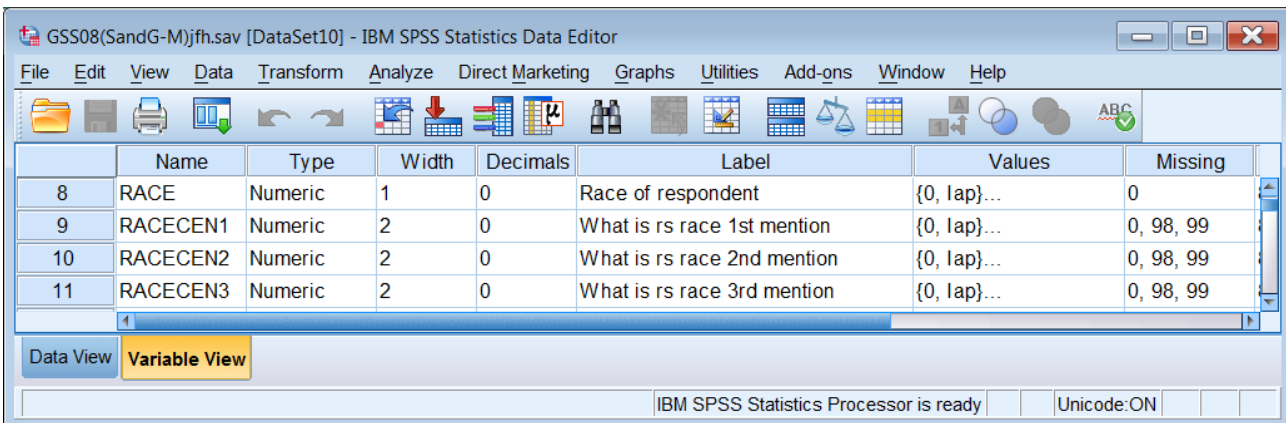 GSS08(SandG-M)jfh.sav [DataSet10] - IBM SPSS Statistics Data Editor
File Edit View Data Transform Analyze Direct Marketing Graphs Utilities Add-ons Window Help
Name Type Width Decimals Label Values Missing
8 RACE Numeric 1 0 Race of respondent {0, Iap}... 0
9 RACECEN1 Numeric 2 0 What is rs race 1st mention {0, Iap}... 0, 98, 99
10 RACECEN2 Numeric 2 0 What is rs race 2nd mention {0, Iap}... 0, 98, 99
11 RACECEN3 Numeric 2 0 What is rs race 3rd mention {0, Iap}... 0, 98, 99
Data View Variable View
IBM SPSS Statistics Processor is ready Unicode:ON